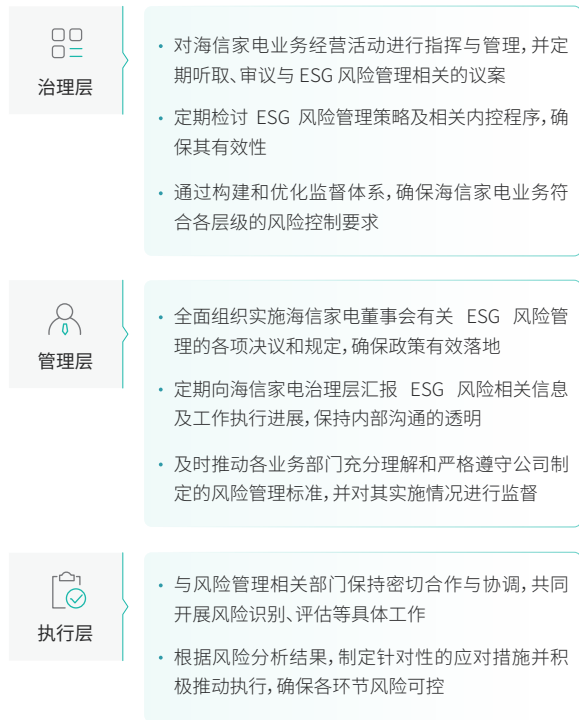 治理层
• 对海信家电业务经营活动进行指挥与管理，并定
期听取、审议与 ESG 风险管理相关的议案
• 定期检讨 ESG 风险管理策略及相关内控程序，确
保其有效性
• 通过构建和优化监督体系，确保海信家电业务符
合各层级的风险控制要求
管理层
• 全面组织实施海信家电董事会有关 ESG 风险管
理的各项决议和规定，确保政策有效落地
• 定期向海信家电治理层汇报 ESG 风险相关信息
及工作执行进展，保持内部沟通的透明
• 及时推动各业务部门充分理解和严格遵守公司制
定的风险管理标准，并对其实施情况进行监督
执行层
• 与风险管理相关部门保持密切合作与协调，共同
开展风险识别、评估等具体工作
• 根据风险分析结果，制定针对性的应对措施并积
极推动执行，确保各环节风险可控